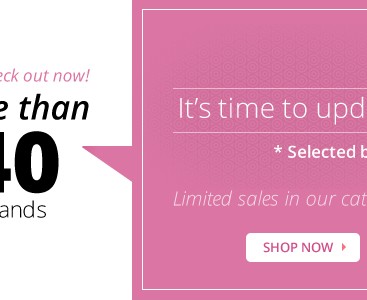 eck out now!
e than
40
ands
It's time to upd
* Selected b
Limited sales in our cat
SHOP NOW